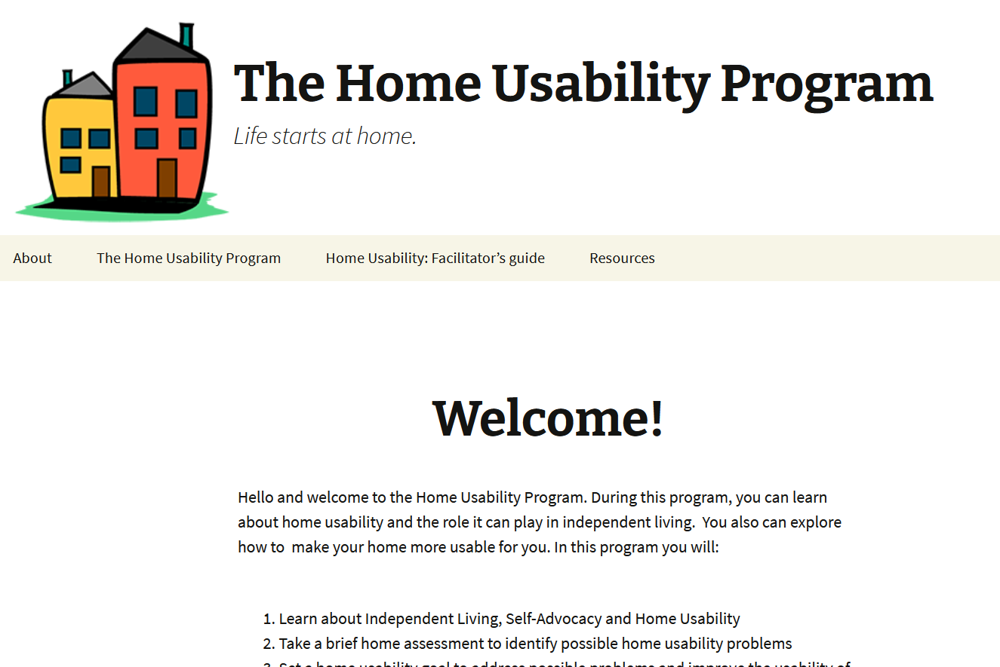 The Home Usability Program
Life starts at home.
About The Home Usability Program Home Usability: Facilitator’s guide Resources
Welcome!
Hello and welcome to the Home Usability Program. During this program, you can learn
about home usability and the role it can play in independent living.  You also can explore
how to  make your home more usable for you. In this program you will:
1. Learn about Independent Living, Self-Advocacy and Home Usability
2. Take a brief home assessment to identify possible home usability problems
3. Set a home usability goal to address possible problems and improve the usability of